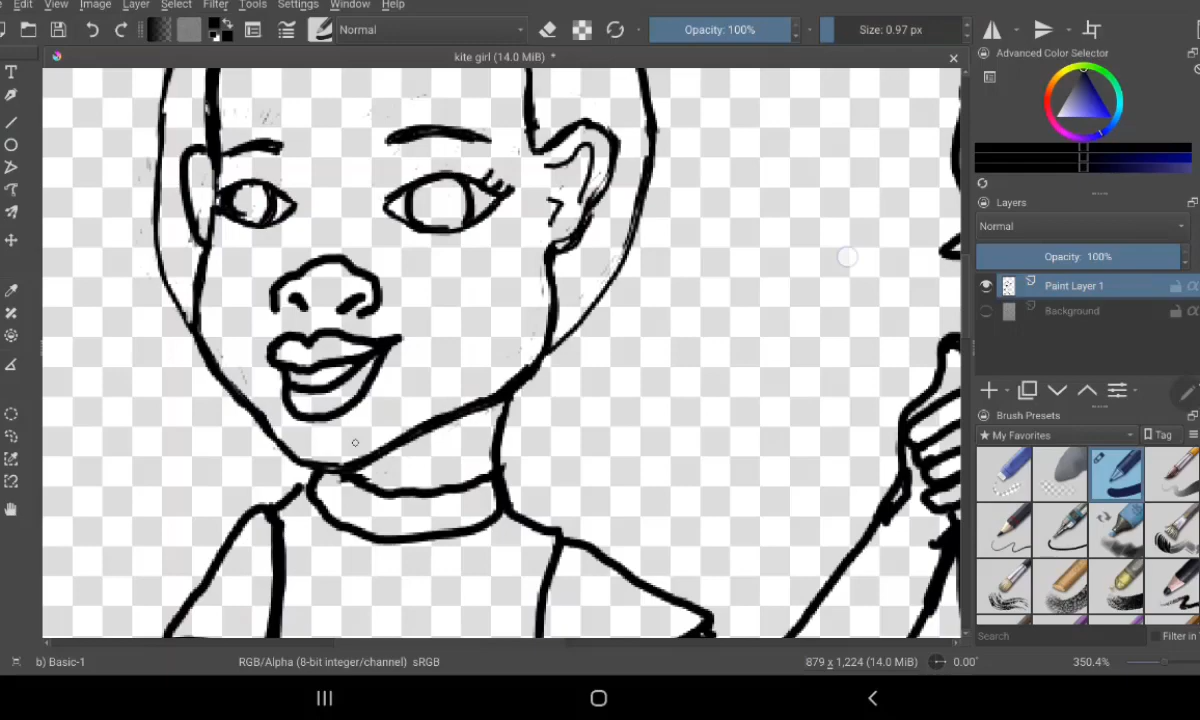 Edit View Image Layer Select Filter Tools Settings Window Help
Normal
Opacity: 100%
Size: 0.97 px
kite girl (14.0 MiB) *
Advanced Color Selector
Layers
Normal
Opacity: 100%
Paint Layer 1
Background
Brush Presets
My Favorites
Tag
Search
Filter in
b) Basic-1
RGB/Alpha (8-bit integer/channel) sRGB
879 x 1,224 (14.0 MiB)
0.00°
350.4%